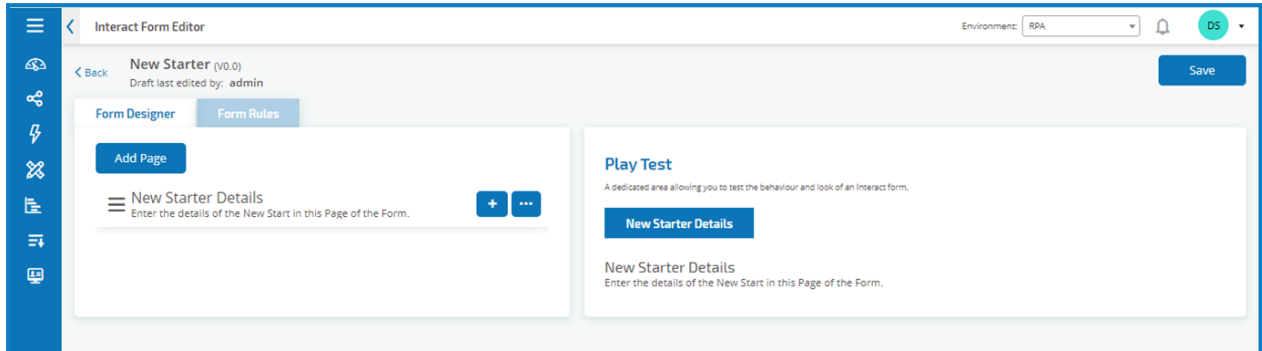 Interact Form Editor
Environment: RPA
DS
Back
New Starter (V0.0)
Draft last edited by: admin
Save
Form Designer
Form Rules
Add Page
New Starter Details
Enter the details of the New Start in this Page of the Form.
+
...
Play Test
A dedicated area allowing you to test the behaviour and look of an Interact form.
New Starter Details
New Starter Details
Enter the details of the New Start in this Page of the Form.